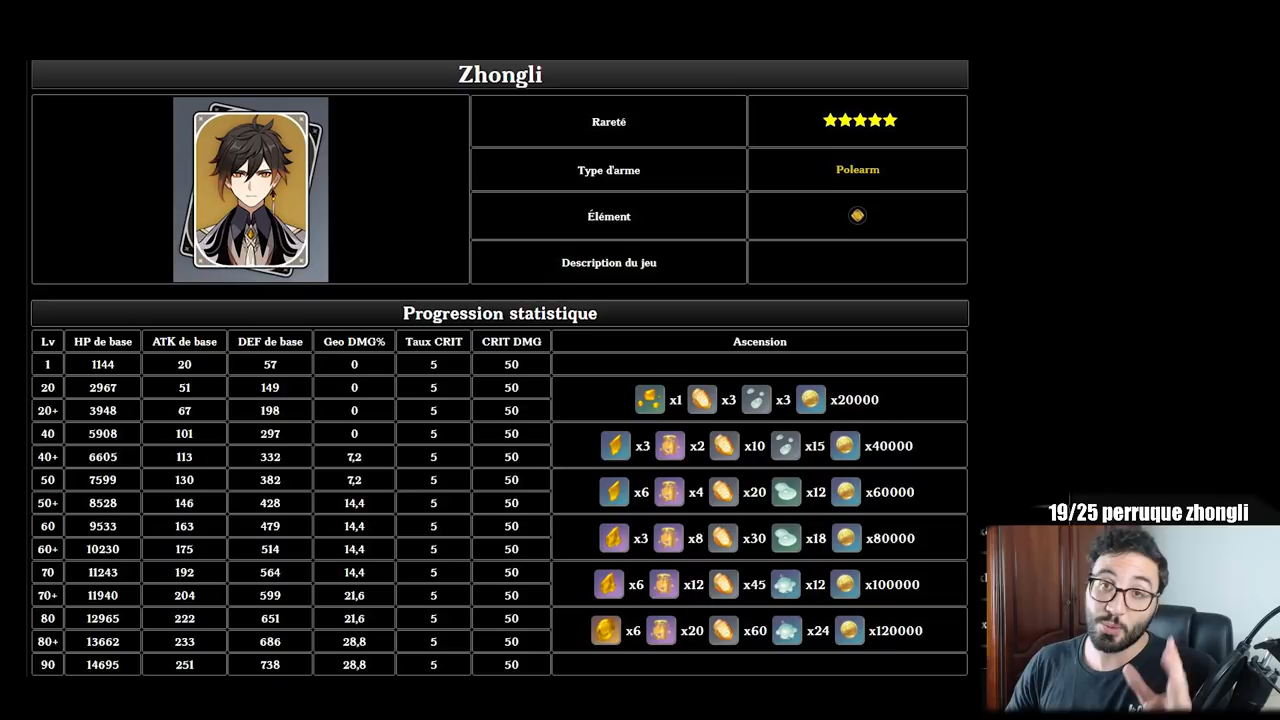 Zhongli
Rareté
Type d'arme Polearm
Élément
Description du jeu
Progression statistique
Lv HP de base ATK de base DEF de base Geo DMG% Taux CRIT CRIT DMG Ascension
1 1144 20 57 0 5 50
20 2967 51 149 0 5 50
x1 x3 x3 x20000
20+ 3948 67 198 0 5 50
40 5908 101 297 0 5 50
x3 x2 x10 x15 x40000
40+ 6605 113 332 7,2 5 50
50 7599 130 382 7,2 5 50
x6 x4 x20 x12 x60000
50+ 8528 146 428 14,4 5 50
60 9533 163 479 14,4 5 50
x3 x8 x30 x18 x80000
60+ 10230 175 514 14,4 5 50
70 11243 192 564 14,4 5 50
x6 x12 x45 x12 x100000
70+ 11940 204 599 21,6 5 50
80 12965 222 651 21,6 5 50
x6 x20 x60 x24 x120000
80+ 13662 233 686 28,8 5 50
90 14695 251 738 28,8 5 50
19/25 perruque zhongli